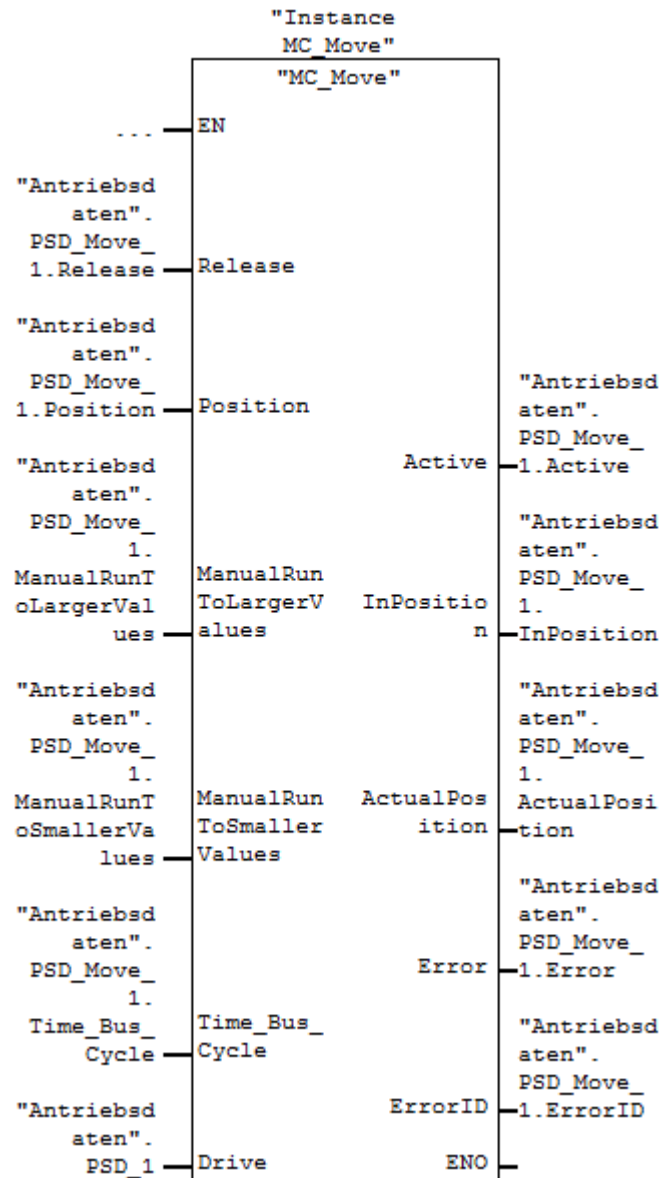 "Instance
MC_Move"
"MC_Move"
... EN
"Antriebsd
aten".
PSD_Move_
1.Release Release
"Antriebsd
aten".
PSD_Move_
1.Position Position
"Antriebsd
aten".
PSD_Move_
Active 1.Active
"Antriebsd
aten".
PSD_Move_
1.
ManualRunT
oLargerVal
ues
ManualRun
ToLargerV
alues
"Antriebsd
aten".
PSD_Move_
1.
InPositio
n InPosition
"Antriebsd
aten".
PSD_Move_
1.
ManualRunT
oSmallerVa
lues
ManualRun
ToSmaller
Values
"Antriebsd
aten".
PSD_Move_
1.
ActualPos
ition
ActualPosi
tion
"Antriebsd
aten".
PSD_Move_
Error 1.Error
"Antriebsd
aten".
PSD_Move_
1.
Time_Bus_
Cycle
Time_Bus_
Cycle
"Antriebsd
aten".
PSD_Move_
ErrorID 1.ErrorID
"Antriebsd
aten".
PSD_1 Drive
ENO